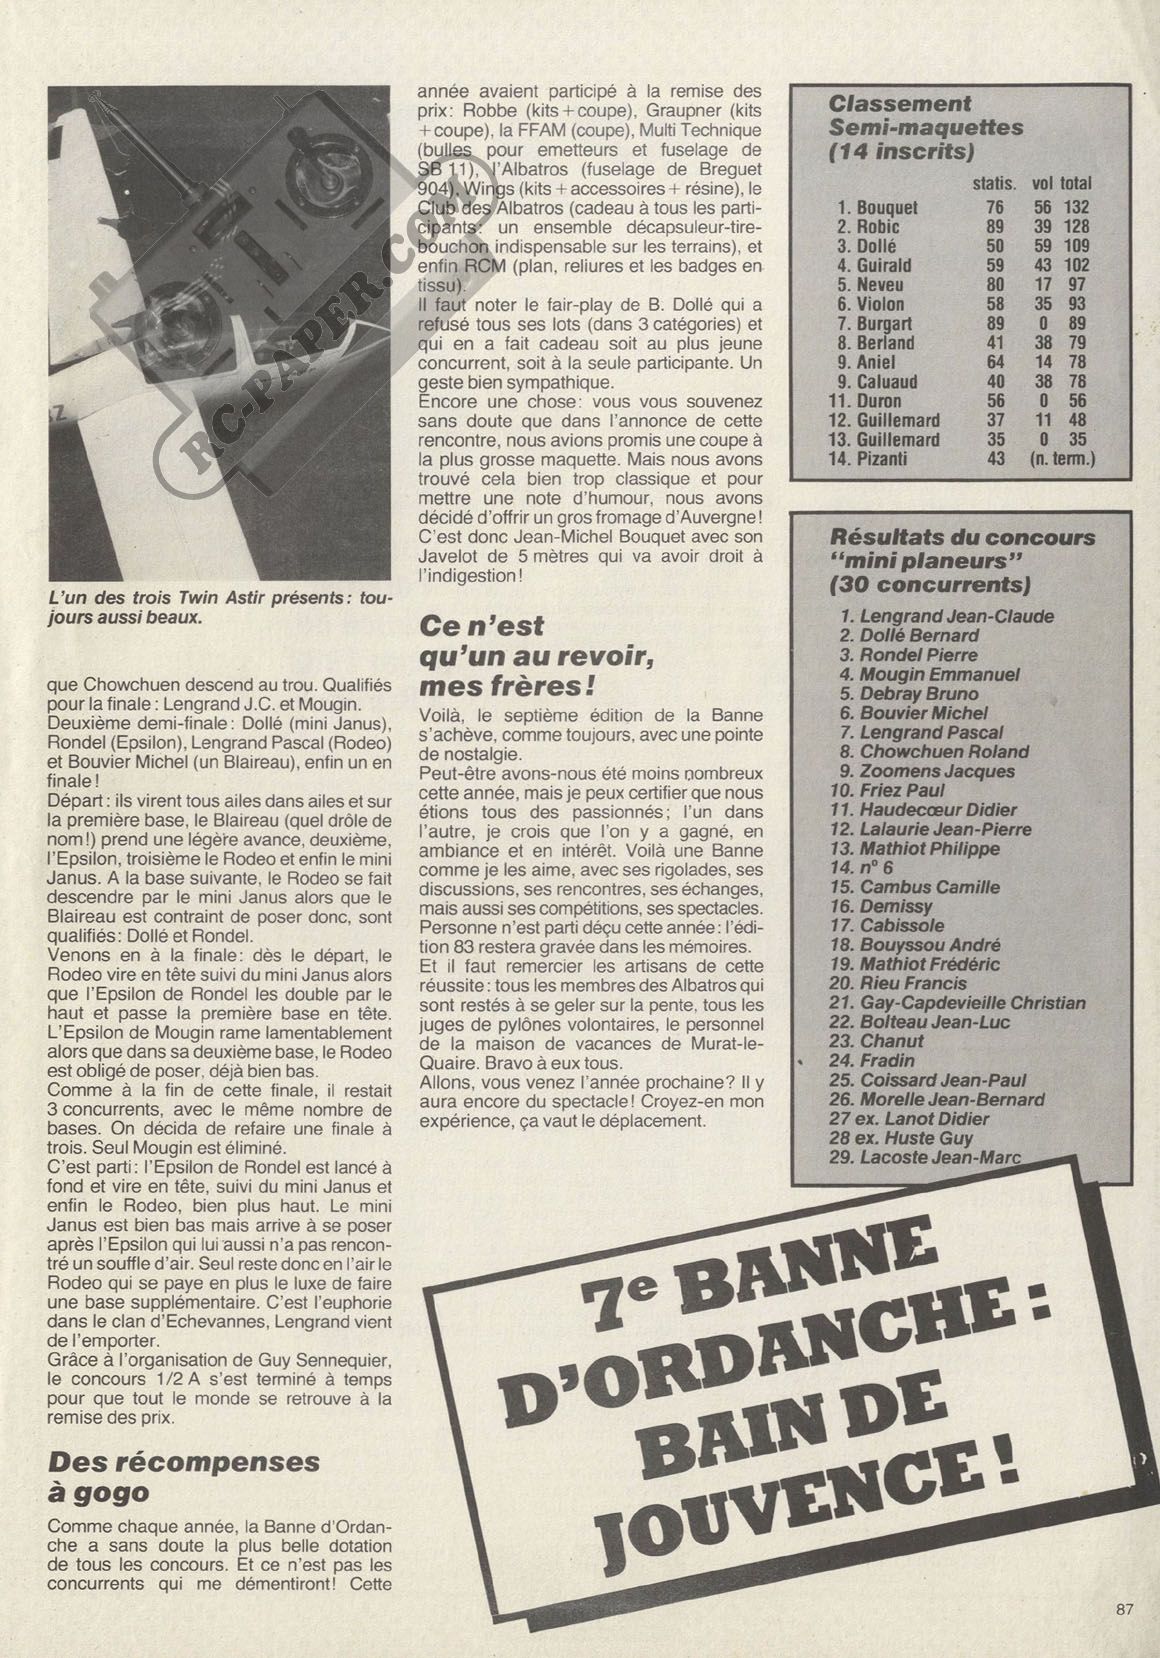 RC-PAPER.COM
SZ
L'un des trois Twin Astir présents: tou-
jours aussi beaux.
que Chowchuen descend au trou. Qualifiés
pour la finale: Lengrand J.C. et Mougin.
Deuxième demi-finale: Dollé (mini Janus),
Rondel (Epsilon), Lengrand Pascal (Rodeo)
et Bouvier Michel (un Blaireau), enfin un en
finale!
Départ: ils virent tous ailes dans ailes et sur
la première base, le Blaireau (quel drôle de
nom!) prend une légère avance, deuxième,
l'Epsilon, troisième le Rodeo et enfin le mini
Janus. A la base suivante, le Rodeo se fait
descendre par le mini Janus alors que le
Blaireau est contraint de poser donc, sont
qualifiés: Dollé et Rondel.
Venons en à la finale: dès le départ, le
Rodeo vire en tête suivi du mini Janus alors
que l'Epsilon de Rondel les double par le
haut et passe la première base en tête.
L'Epsilon de Mougin rame lamentablement
alors que dans sa deuxième base, le Rodeo
est obligé de poser, déjà bien bas.
Comme à la fin de cette finale, il restait
3 concurrents, avec le même nombre de
bases. On décida de refaire une finale à
trois. Seul Mougin est éliminé.
C'est parti: l'Epsilon de Rondel est lancé à
fond et vire en tête, suivi du mini Janus et
enfin le Rodeo, bien plus haut. Le mini
Janus est bien bas mais arrive à se poser
après l'Epsilon qui lui aussi n'a pas rencon-
tré un souffle d'air. Seul reste donc en l'air le
Rodeo qui se paye en plus le luxe de faire
une base supplémentaire. C'est l'euphorie
dans le clan d'Echevannes, Lengrand vient
de l'emporter.
Grâce à l'organisation de Guy Sennequier,
le concours 1/2 A s'est terminé à temps
pour que tout le monde se retrouve à la
remise des prix.
Des récompenses
à gogo
Comme chaque année, la Banne d'Ordan-
che a sans doute la plus belle dotation
de tous les concours. Et ce n'est pas les
concurrents qui me démentiront! Cette
année avaient participé à la remise des
prix: Robbe (kits+coupe), Graupner (kits
+coupe), la FFAM (coupe), Multi Technique
(bulles pour emetteurs et fuselage de
SB 11), l'Albatros (fuselage de Breguet
904), Wings (kits + accessoires + résine), le
Club des Albatros (cadeau à tous les parti-
cipants: un ensemble décapsuleur-tire-
bouchon indispensable sur les terrains), et
enfin RCM (plan, reliures et les badges en
tissu).
Il faut noter le fair-play de B. Dollé qui a
refusé tous ses lots (dans 3 catégories) et
qui en a fait cadeau soit au plus jeune
concurrent, soit à la seule participante. Un
geste bien sympathique.
Encore une chose: vous vous souvenez
sans doute que dans l'annonce de cette
rencontre, nous avions promis une coupe à
la plus grosse maquette. Mais nous avons
trouvé cela bien trop classique et pour
mettre une note d'humour, nous avons
décidé d'offrir un gros fromage d'Auvergne!
C'est donc Jean-Michel Bouquet avec son
Javelot de 5 mètres qui va avoir droit à
l'indigestion!
Ce n'est
qu'un au revoir,
mes frères!
Voilà, le septième édition de la Banne
s'achève, comme toujours, avec une pointe
de nostalgie.
Peut-être avons-nous été moins nombreux
cette année, mais je peux certifier que nous
étions tous des passionnés; l'un dans
l'autre, je crois que l'on y a gagné, en
ambiance et en intérêt. Voilà une Banne
comme je les aime, avec ses rigolades, ses
discussions, ses rencontres, ses échanges,
mais aussi ses compétitions, ses spectacles.
Personne n'est parti déçu cette année: l'édi-
tion 83 restera gravée dans les mémoires.
Et il faut remercier les artisans de cette
réussite: tous les membres des Albatros qui
sont restés à se geler sur la pente, tous les
juges de pylônes volontaires, le personnel
de la maison de vacances de Murat-le-
Quaire. Bravo à eux tous.
Allons, vous venez l'année prochaine? Il y
aura encore du spectacle! Croyez-en mon
expérience, ça vaut le déplacement.
Classement
Semi-maquettes
(14 inscrits)
statis. vol total
1. Bouquet 76 56 132
2. Robic 89 39 128
3. Dollé 50 59 109
4. Guirald 59 43 102
5. Neveu 80 17 97
6. Violon 58 35 93
7. Burgart 89 0 89
8. Berland 41 38 79
9. Aniel 64 14 78
9. Caluaud 40 38 78
11. Duron 56 0 56
12. Guillemard 37 11 48
13. Guillemard 35 0 35
14. Pizanti 43 (n. term.)
Résultats du concours
"mini planeurs"
(30 concurrents)
1. Lengrand Jean-Claude
2. Dollé Bernard
3. Rondel Pierre
4. Mougin Emmanuel
5. Debray Bruno
6. Bouvier Michel
7. Lengrand Pascal
8. Chowchuen Roland
9. Zoomens Jacques
10. Friez Paul
11. Haudecœur Didier
12. Lalaurie Jean-Pierre
13. Mathiot Philippe
14. n° 6
15. Cambus Camille
16. Demissy
17. Cabissole
18. Bouyssou André
19. Mathiot Frédéric
20. Rieu Francis
21. Gay-Capdevieille Christian
22. Bolteau Jean-Luc
23. Chanut
24. Fradin
25. Coissard Jean-Paul
26. Morelle Jean-Bernard
27 ex. Lanot Didier
28 ex. Huste Guy
29. Lacoste Jean-Marc
7e BANNE
D'ORDANCHE:
BAIN DE
JOUVENCE!
87